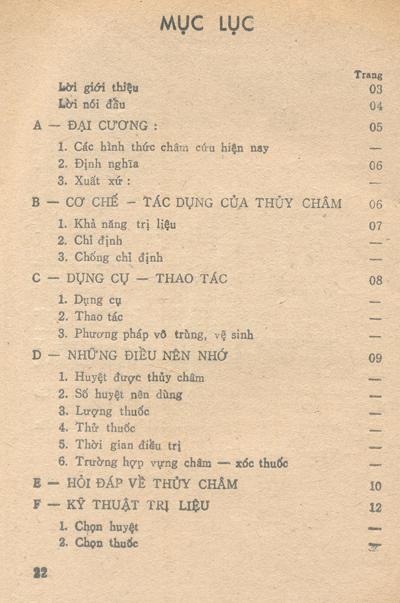 MỤC LỤC
Trang
Lời giới thiệu 03
Lời nói đầu 04
A — ĐẠI CƯƠNG : 05
1. Các hình thức châm cứu hiện nay —
2. Định nghĩa 06
3. Xuất xứ : —
B — CƠ CHẾ – TÁC DỤNG CỦA THỦY CHÂM 06
1. Khả năng trị liệu 07
2. Chỉ định —
3. Chống chỉ định —
C — DỤNG CỤ — THAO TÁC 08
1. Dụng cụ —
2. Thao tác —
3. Phương pháp vô trùng, vệ sinh —
D — NHỮNG ĐIỀU NÊN NHỚ 09
1. Huyệt được thủy châm —
2. Số huyệt nên dùng —
3. Lượng thuốc —
4. Thử thuốc —
5. Thời gian điều trị —
6. Trường hợp vựng châm — xóc thuốc —
E — HỎI ĐÁP VỀ THỦY CHÂM 10
F — KỸ THUẬT TRỊ LIỆU 12
1. Chọn huyệt —
2. Chọn thuốc —
22